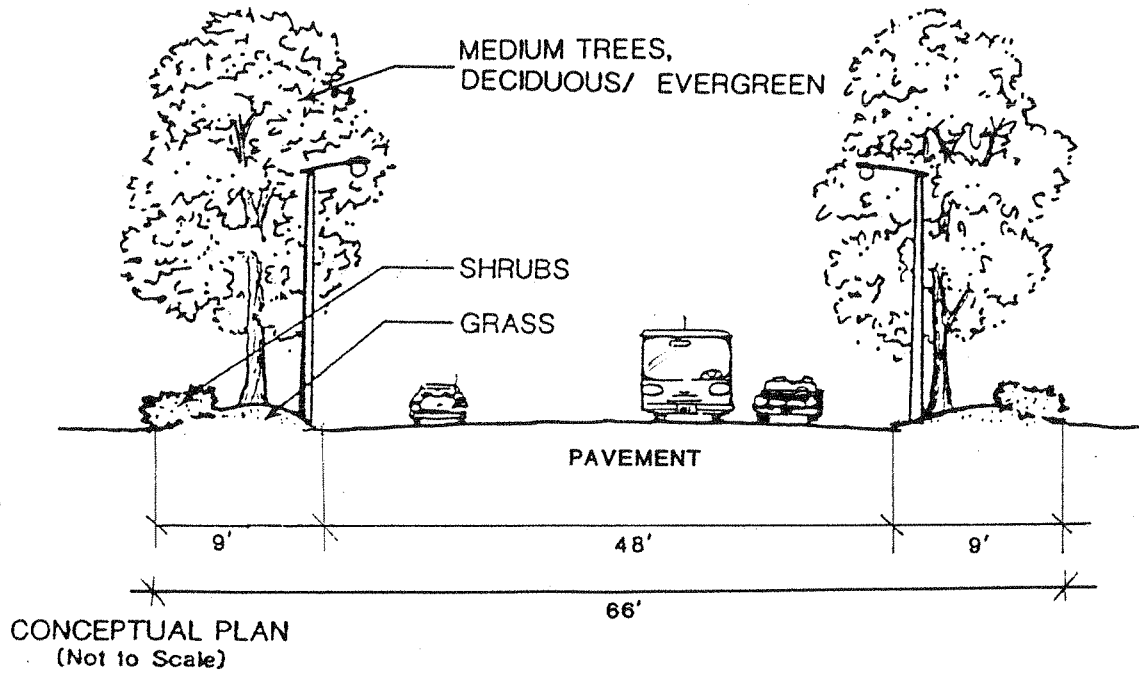 MEDIUM TREES,
DECIDUOUS/ EVERGREEN
SHRUBS
GRASS
PAVEMENT
9'
48'
9'
66'
CONCEPTUAL PLAN
(Not to Scale)